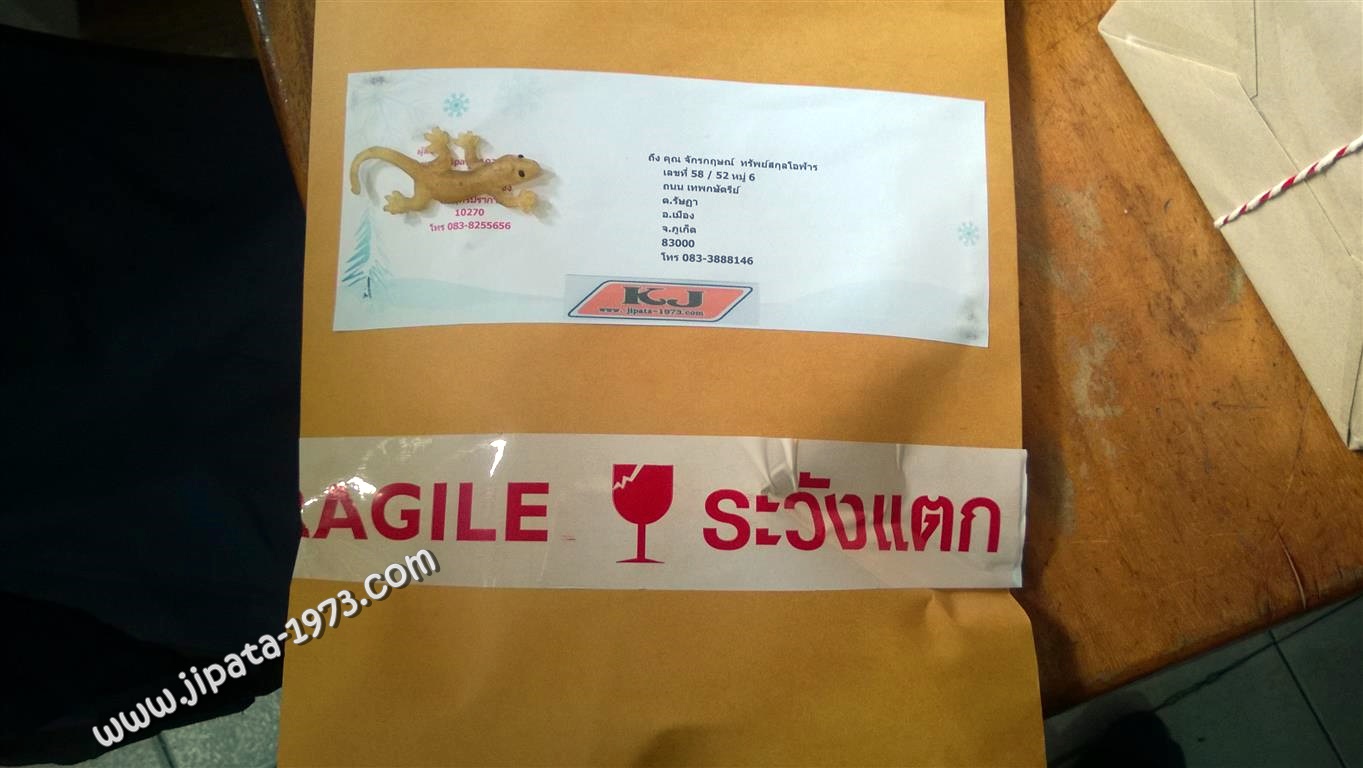 10270
โทร 083-8255656
ถึง คุณ จักรกฤษณ์ ทรัพย์สกุลโอฬาร
เลขที่ 58 / 52 หมู่ 6
ถนน เทพกษัตรีย์
ต.รัษฎา
อ.เมือง
จ.ภูเก็ต
83000
โทร 083-3888146
KJ
www.jipata-1973.com
RAGILE ระวังแตก
www.jipata-1973.com